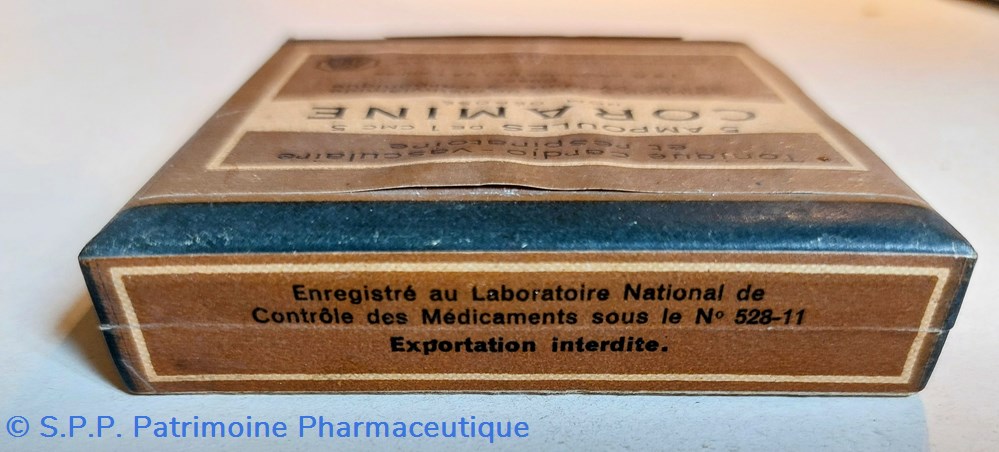 * Tonique Cardio-vasculaire
et respiratoire
5 AMPOULES DE 1 CMC 5
CORAMINE
Enregistré au Laboratoire National de
Contrôle des Médicaments sous le Nº 528-11
Exportation interdite.
© S.P.P. Patrimoine Pharmaceutique